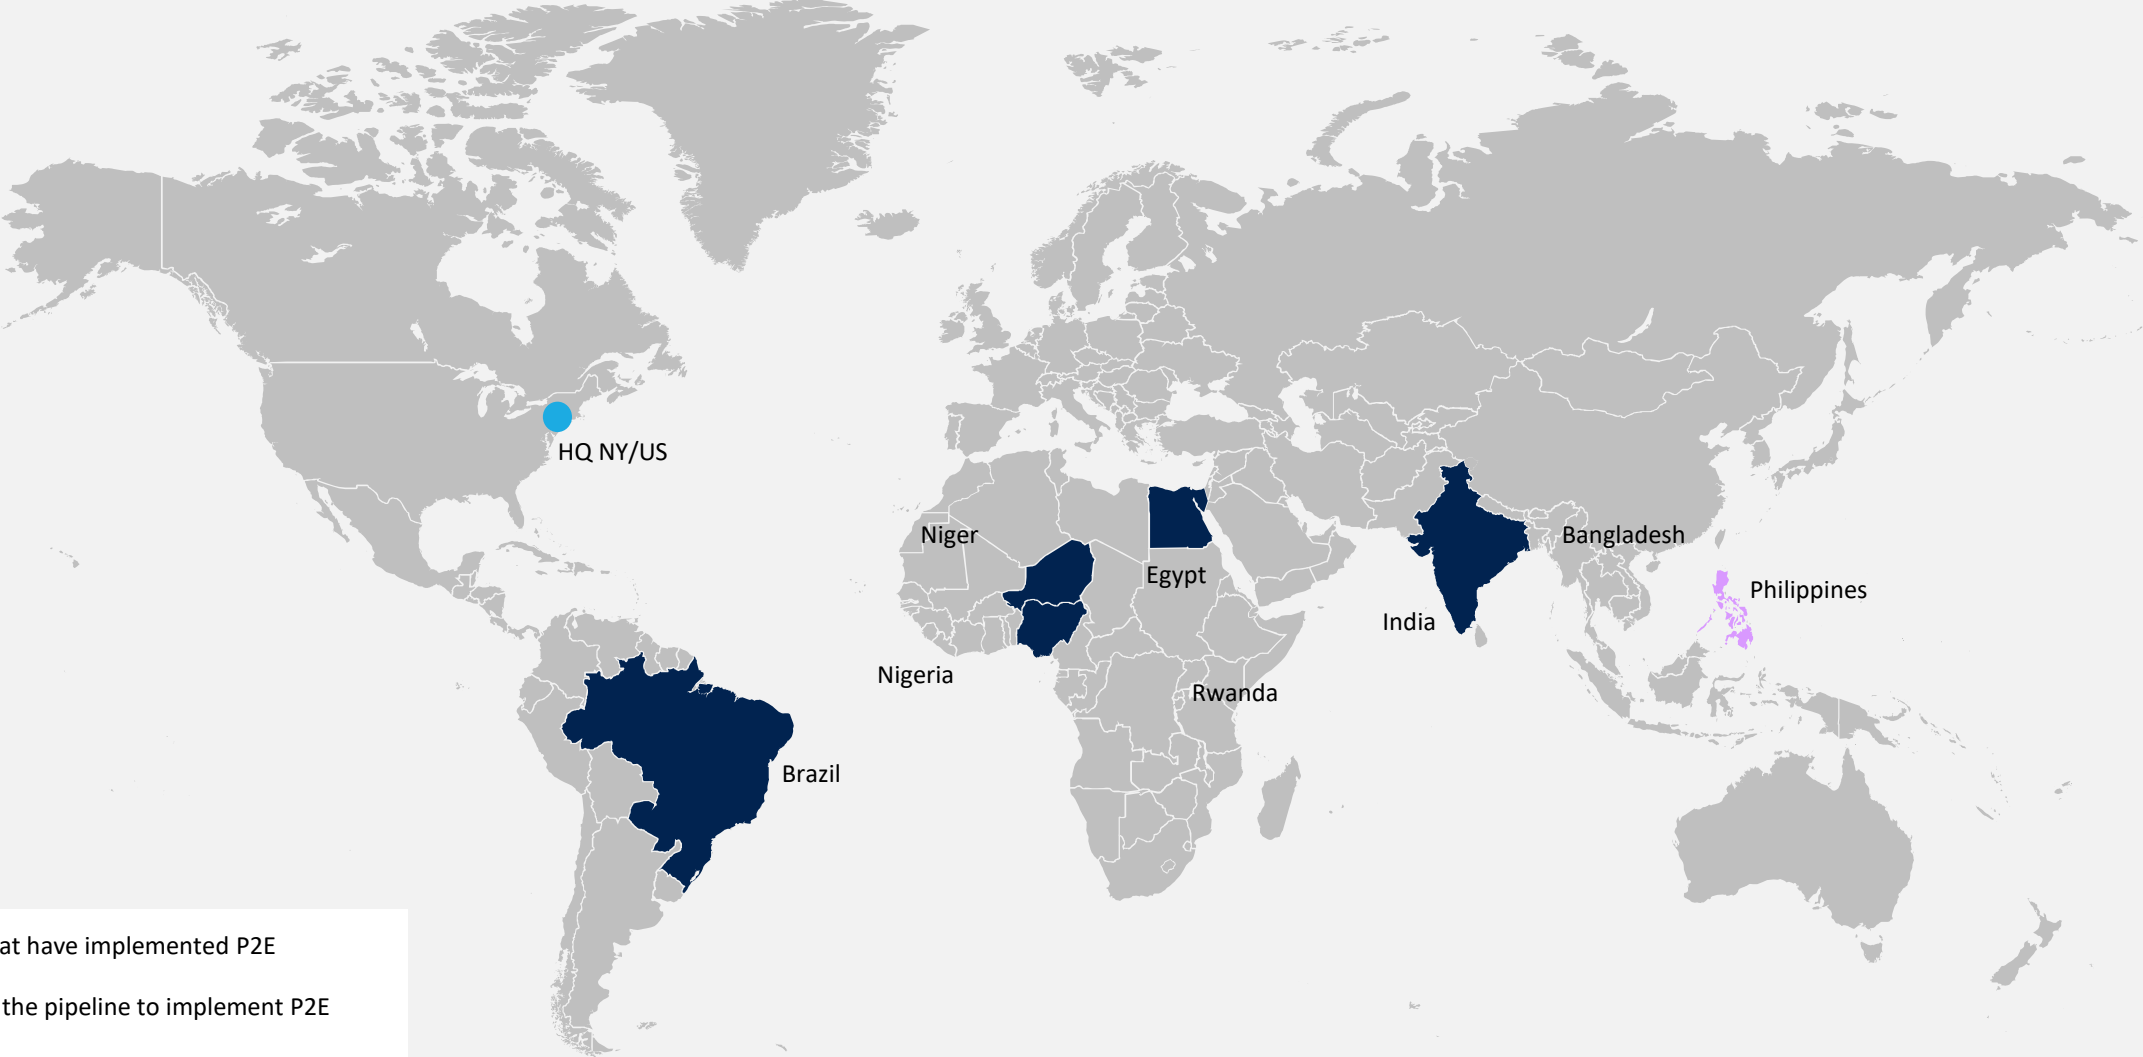 HQ NY/US
Niger
Bangladesh
Egypt
Philippines
India
Nigeria
Rwanda
Brazil
at have implemented P2E
the pipeline to implement P2E